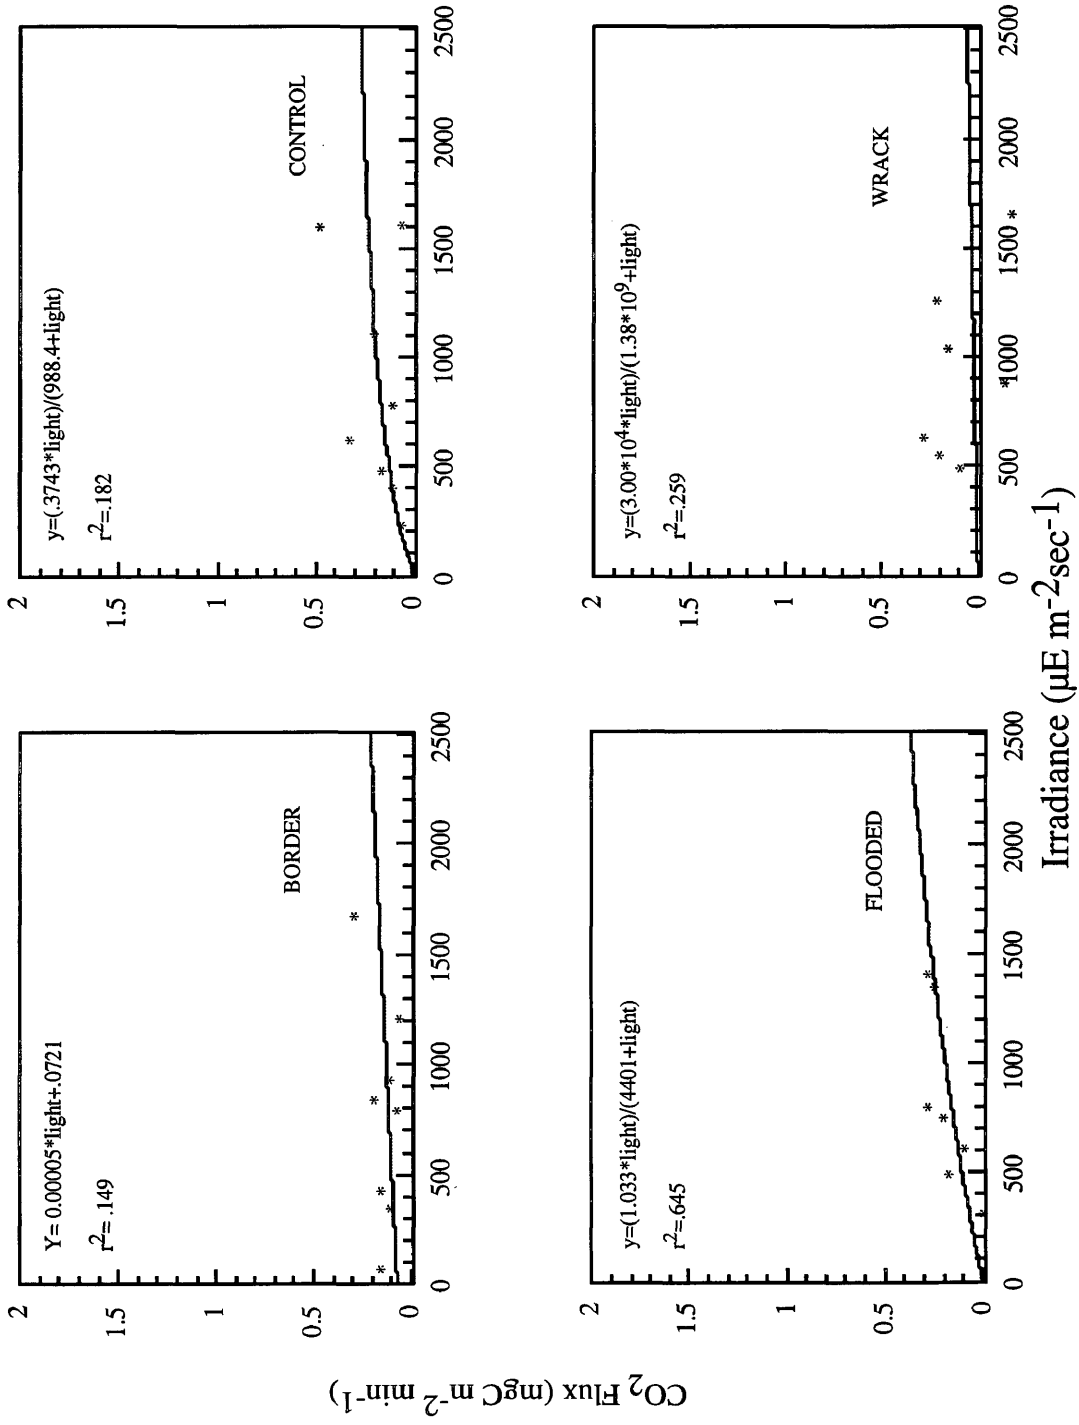 Y= 0.00005*light+.0721
r²= .149
BORDER
2
1.5
1
0.5
0
0 500 1000 1500 2000 2500
y=(.3743*light)/(988.4+light)
r²=.182
CONTROL
2
1.5
1
0.5
0
0 500 1000 1500 2000 2500
y=(1.033*light)/(4401+light)
r²=.645
FLOODED
2
1.5
1
0.5
0
0 500 1000 1500 2000 2500
y=(3.00*10⁴*light)/(1.38*10⁹+light)
r²=.259
WRACK
2
1.5
1
0.5
0
0 500 1000 1500 2000 2500
CO₂ Flux (mgC m⁻² min⁻¹)
Irradiance (µE m⁻²sec⁻¹)